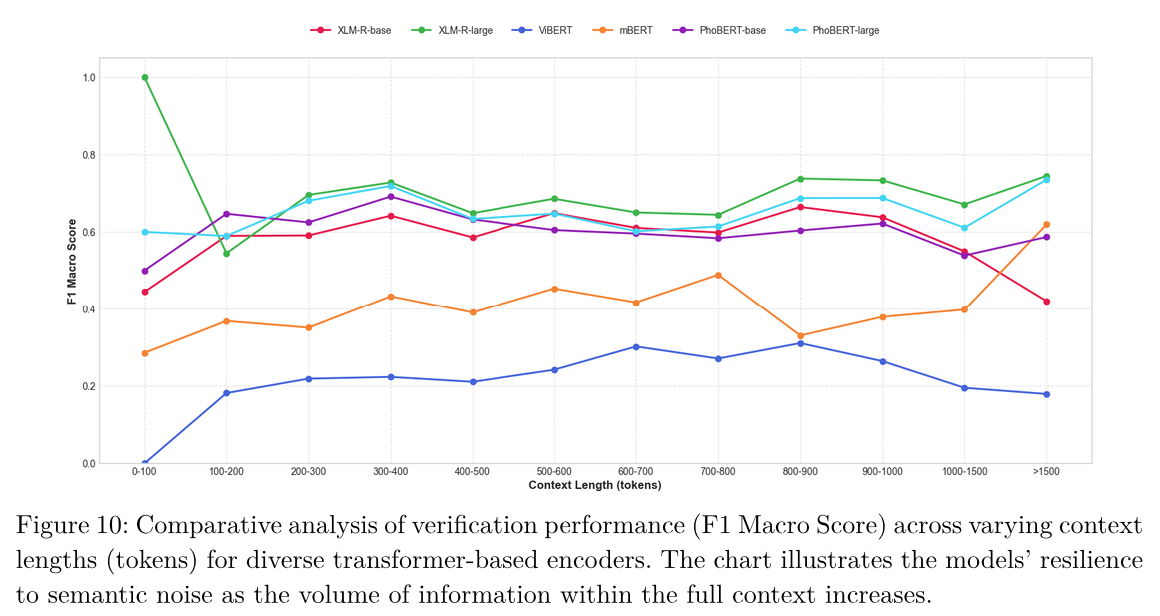 XLM-R-base XLM-R-large ViBERT mBERT PhoBERT-base PhoBERT-large
F1 Macro Score
1.0
0.8
0.6
0.4
0.2
0.0
0-100 100-200 200-300 300-400 400-500 500-600 600-700 700-800 800-900 900-1000 1000-1500 >1500
Context Length (tokens)
Figure 10: Comparative analysis of verification performance (F1 Macro Score) across varying context
lengths (tokens) for diverse transformer-based encoders. The chart illustrates the models' resilience
to semantic noise as the volume of information within the full context increases.